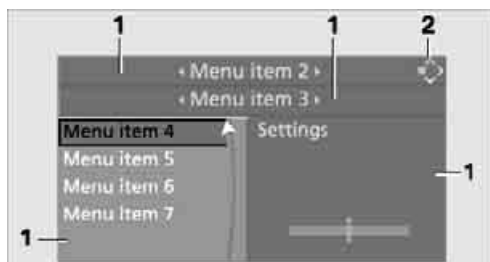 1 1 2
‹Menu item 2›
‹Menu item 3›
Menu item 4 Settings
Menu item 5
Menu item 6
1
Menu item 7
1